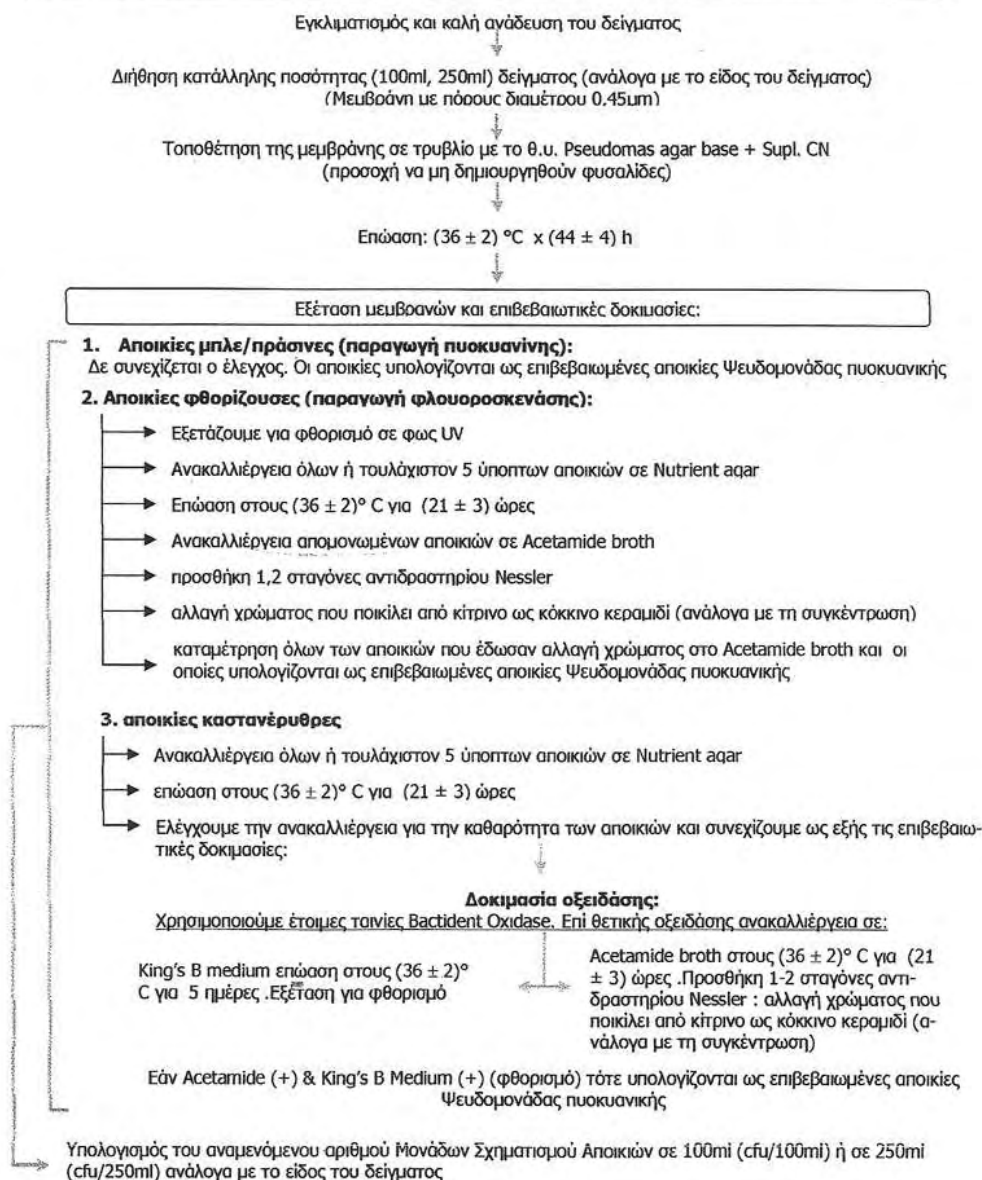 Εγκλιματισμός και καλή ανάδευση του δείγματος
Διήθηση κατάλληλης ποσότητας (100ml, 250ml) δείγματος (ανάλογα με το είδος του δείγματος)
(Μεμβράνη με πόρους διαμέτρου 0,45μm)
Τοποθέτηση της μεμβράνης σε τρυβλίο με το θ.υ. Pseudomas agar base + Supl. CN
(προσοχή να μη δημιουργηθούν φυσαλίδες)
Επώαση: (36 ± 2) °C x (44 ± 4) h
Εξέταση μεμβρανών και επιβεβαιωτικές δοκιμασίες:
1. Αποικίες μπλε/πράσινες (παραγωγή πυοκυανίνης):
Δε συνεχίζεται ο έλεγχος. Οι αποικίες υπολογίζονται ως επιβεβαιωμένες αποικίες Ψευδομονάδας πυοκυανικής
2. Αποικίες φθορίζουσες (παραγωγή φλουοροσκενάσης):
Εξετάζουμε για φθορισμό σε φως UV
Ανακαλλιέργεια όλων ή τουλάχιστον 5 ύποπτων αποικιών σε Nutrient agar
Επώαση στους (36 ± 2)° C για (21 ± 3) ώρες
Ανακαλλιέργεια απομονωμένων αποικιών σε Acetamide broth
προσθήκη 1,2 σταγόνες αντιδραστηρίου Nessler
αλλαγή χρώματος που ποικίλει από κίτρινο ως κόκκινο κεραμιδί (ανάλογα με τη συγκέντρωση)
καταμέτρηση όλων των αποικιών που έδωσαν αλλαγή χρώματος στο Acetamide broth και οι
οποίες υπολογίζονται ως επιβεβαιωμένες αποικίες Ψευδομονάδας πυοκυανικής
3. αποικίες καστανέρυθρες
Ανακαλλιέργεια όλων ή τουλάχιστον 5 ύποπτων αποικιών σε Nutrient agar
επώαση στους (36 ± 2)° C για (21 ± 3) ώρες
Ελέγχουμε την ανακαλλιέργεια για την καθαρότητα των αποικιών και συνεχίζουμε ως εξής τις επιβεβαιω-
τικές δοκιμασίες:
Δοκιμασία οξειδάσης:
Χρησιμοποιούμε έτοιμες ταινίες Bactident Oxidase. Επί θετικής οξειδάσης ανακαλλιέργεια σε:
King's B medium επώαση στους (36 ± 2)°
C για 5 ημέρες .Εξέταση για φθορισμό
Acetamide broth στους (36 ± 2)° C για (21
± 3) ώρες .Προσθήκη 1-2 σταγόνες αντι-
δραστηρίου Nessler : αλλαγή χρώματος που
ποικίλει από κίτρινο ως κόκκινο κεραμιδί (α-
νάλογα με τη συγκέντρωση)
Εάν Acetamide (+) & King's B Medium (+) (φθορισμό) τότε υπολογίζονται ως επιβεβαιωμένες αποικίες
Ψευδομονάδας πυοκυανικής
Υπολογισμός του αναμενόμενου αριθμού Μονάδων Σχηματισμού Αποικιών σε 100ml (cfu/100ml) ή σε 250ml
(cfu/250ml) ανάλογα με το είδος του δείγματος